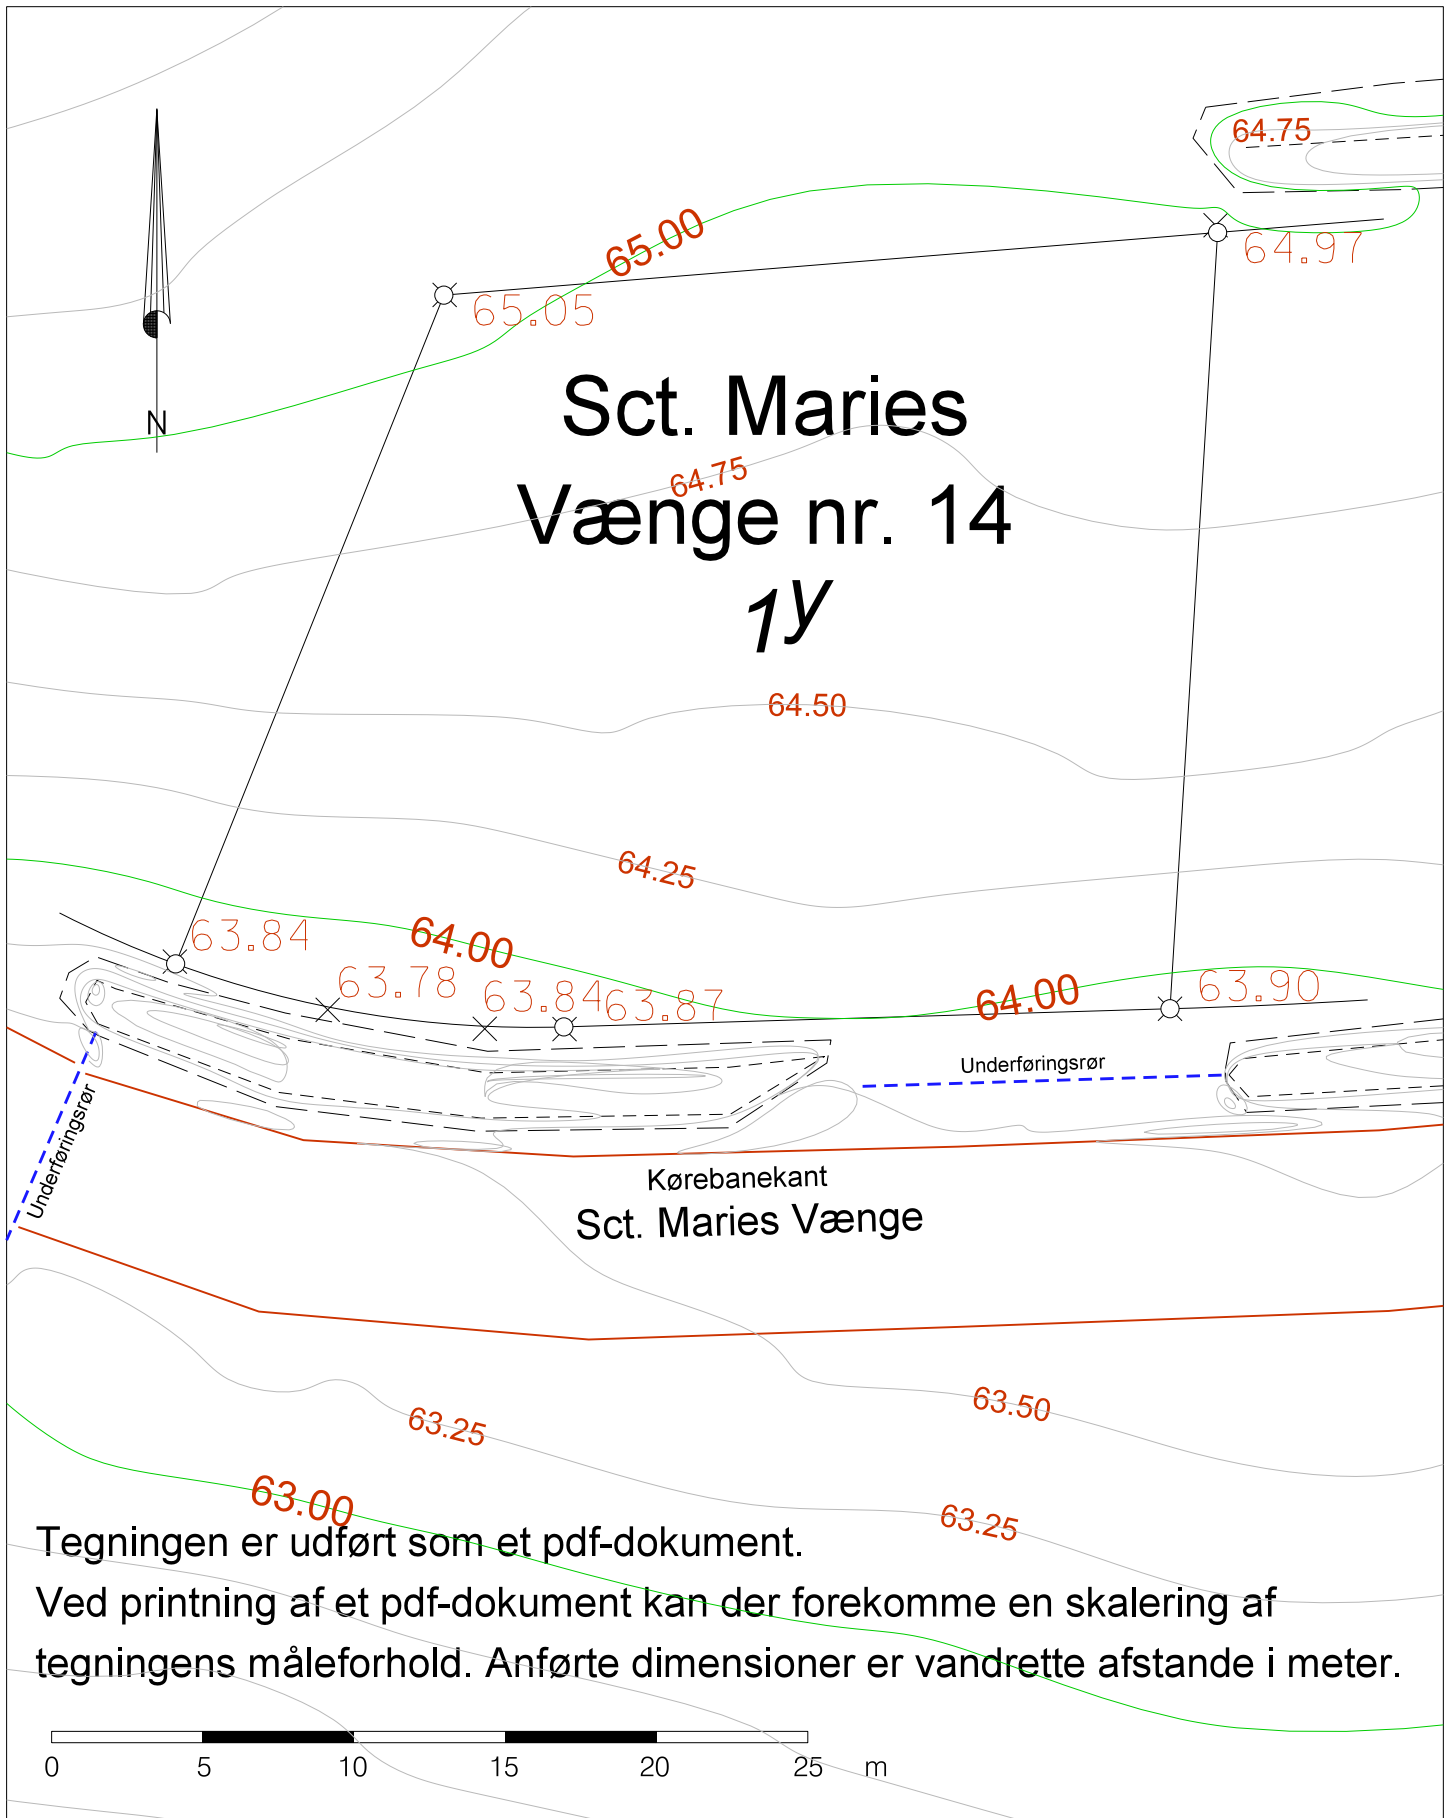 64.75
65.00
64.97
65.05
N
Sct. Maries
64.75
Vænge nr. 14
1y
64.50
64.25
63.84
64.00
63.78
63.84
63.87
64.00
63.90
Underføringsrør
Underføringsrør
Kørebanekant
Sct. Maries Vænge
63.50
63.25
63.00
63.25
Tegningen er udført som et pdf-dokument.
Ved printning af et pdf-dokument kan der forekomme en skalering af
tegningens måleforhold. Anførte dimensioner er vandrette afstande i meter.
0 5 10 15 20 25 m